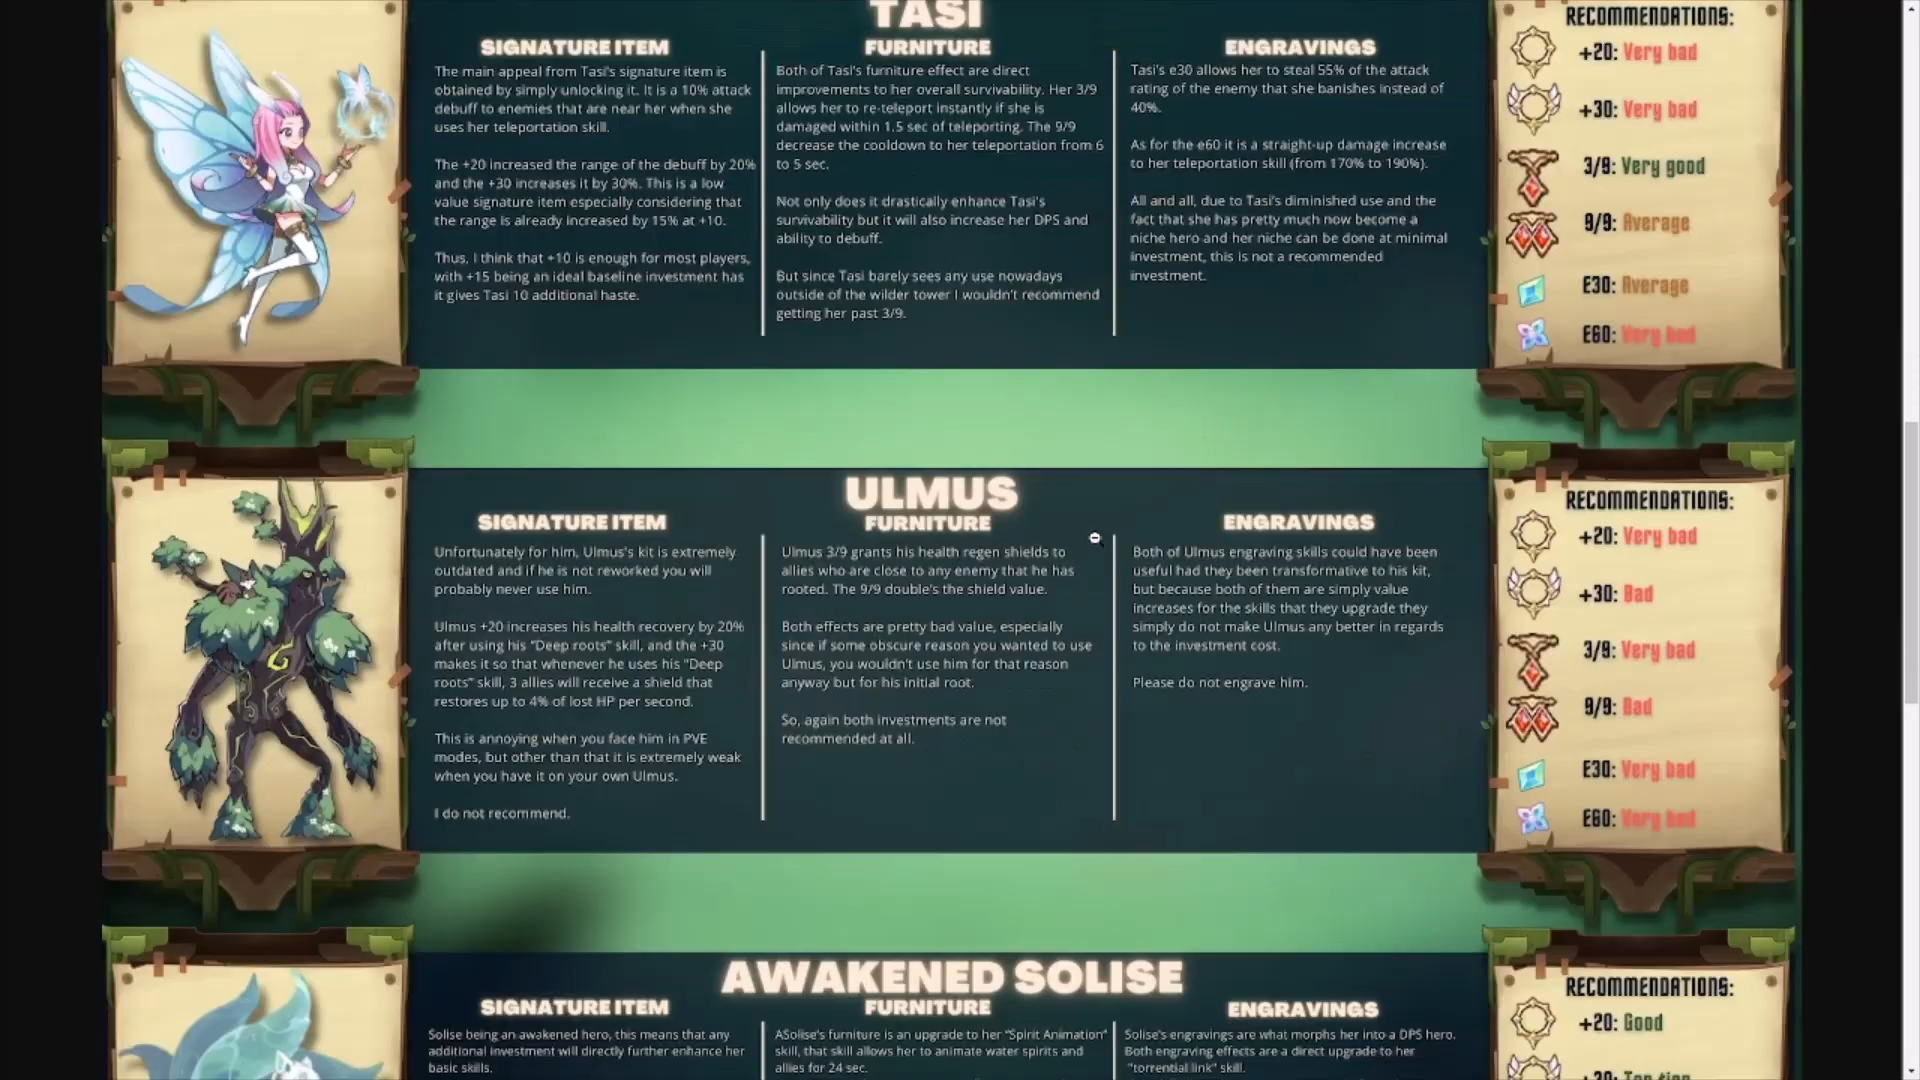 TASI
SIGNATURE ITEM
The main appeal from Tasi's signature item is
obtained by simply unlocking it. It is a 10% attack
debuff to enemies that are near her when she
uses her teleportation skill.
The +20 increased the range of the debuff by 20%
and the +30 increases it by 30%. This is a low
value signature item especially considering that
the range is already increased by 15% at +10.
Thus, I think that +10 is enough for most players,
with +15 being an ideal baseline investment has
it gives Tasi 10 additional haste.
FURNITURE
Both of Tasi's furniture effect are direct
improvements to her overall survivability. Her 3/9
allows her to re-teleport instantly if she is
damaged within 1.5 sec of teleporting. The 9/9
decrease the cooldown to her teleportation from 6
to 5 sec.
Not only does it drastically enhance Tasi's
survivability but it will also increase her DPS and
ability to debuff.
But since Tasi barely sees any use nowadays
outside of the wilder tower I wouldn't recommend
getting her past 3/9.
ENGRAVINGS
Tasi's e30 allows her to steal 55% of the attack
rating of the enemy that she banishes instead of
40%.
As for the e60 it is a straight-up damage increase
to her teleportation skill (from 170% to 190%).
All and all, due to Tasi's diminished use and the
fact that she has pretty much now become a
niche hero and her niche can be done at minimal
investment, this is not a recommended
investment.
RECOMMENDATIONS:
+20: Very bad
+30: Very bad
3/9: Very good
9/9: Average
E30: Average
E60: Very bad
ULMUS
SIGNATURE ITEM
Unfortunately for him, Ulmus's kit is extremely
outdated and if he is not reworked you will
probably never use him.
Ulmus +20 increases his health recovery by 20%
after using his "Deep roots" skill, and the +30
makes it so that whenever he uses his "Deep
roots" skill, 3 allies will receive a shield that
restores up to 4% of lost HP per second.
This is annoying when you face him in PVE
modes, but other than that it is extremely weak
when you have it on your own Ulmus.
I do not recommend.
FURNITURE
Ulmus 3/9 grants his health regen shields to
allies who are close to any enemy that he has
rooted. The 9/9 double's the shield value.
Both effects are pretty bad value, especially
since if some obscure reason you wanted to use
Ulmus, you wouldn't use him for that reason
anyway but for his initial root.
So, again both investments are not
recommended at all.
ENGRAVINGS
Both of Ulmus engraving skills could have been
useful had they been transformative to his kit,
but because both of them are simply value
increases for the skills that they upgrade they
simply do not make Ulmus any better in regards
to the investment cost.
Please do not engrave him.
RECOMMENDATIONS:
+20: Very bad
+30: Bad
3/9: Very bad
9/9: Bad
E30: Very bad
E60: Very bad
AWAKENED SOLISE
SIGNATURE ITEM
Solise being an awakened hero, this means that any
additional investment will directly further enhance her
basic skills.
FURNITURE
ASolise's furniture is an upgrade to her "Spirit Animation"
skill, that skill allows her to animate water spirits and
allies for 24 sec.
ENGRAVINGS
Solise's engravings are what morphs her into a DPS hero.
Both engraving effects are a direct upgrade to her
"torrential link" skill.
RECOMMENDATIONS:
+20: Good
+30: Top tier